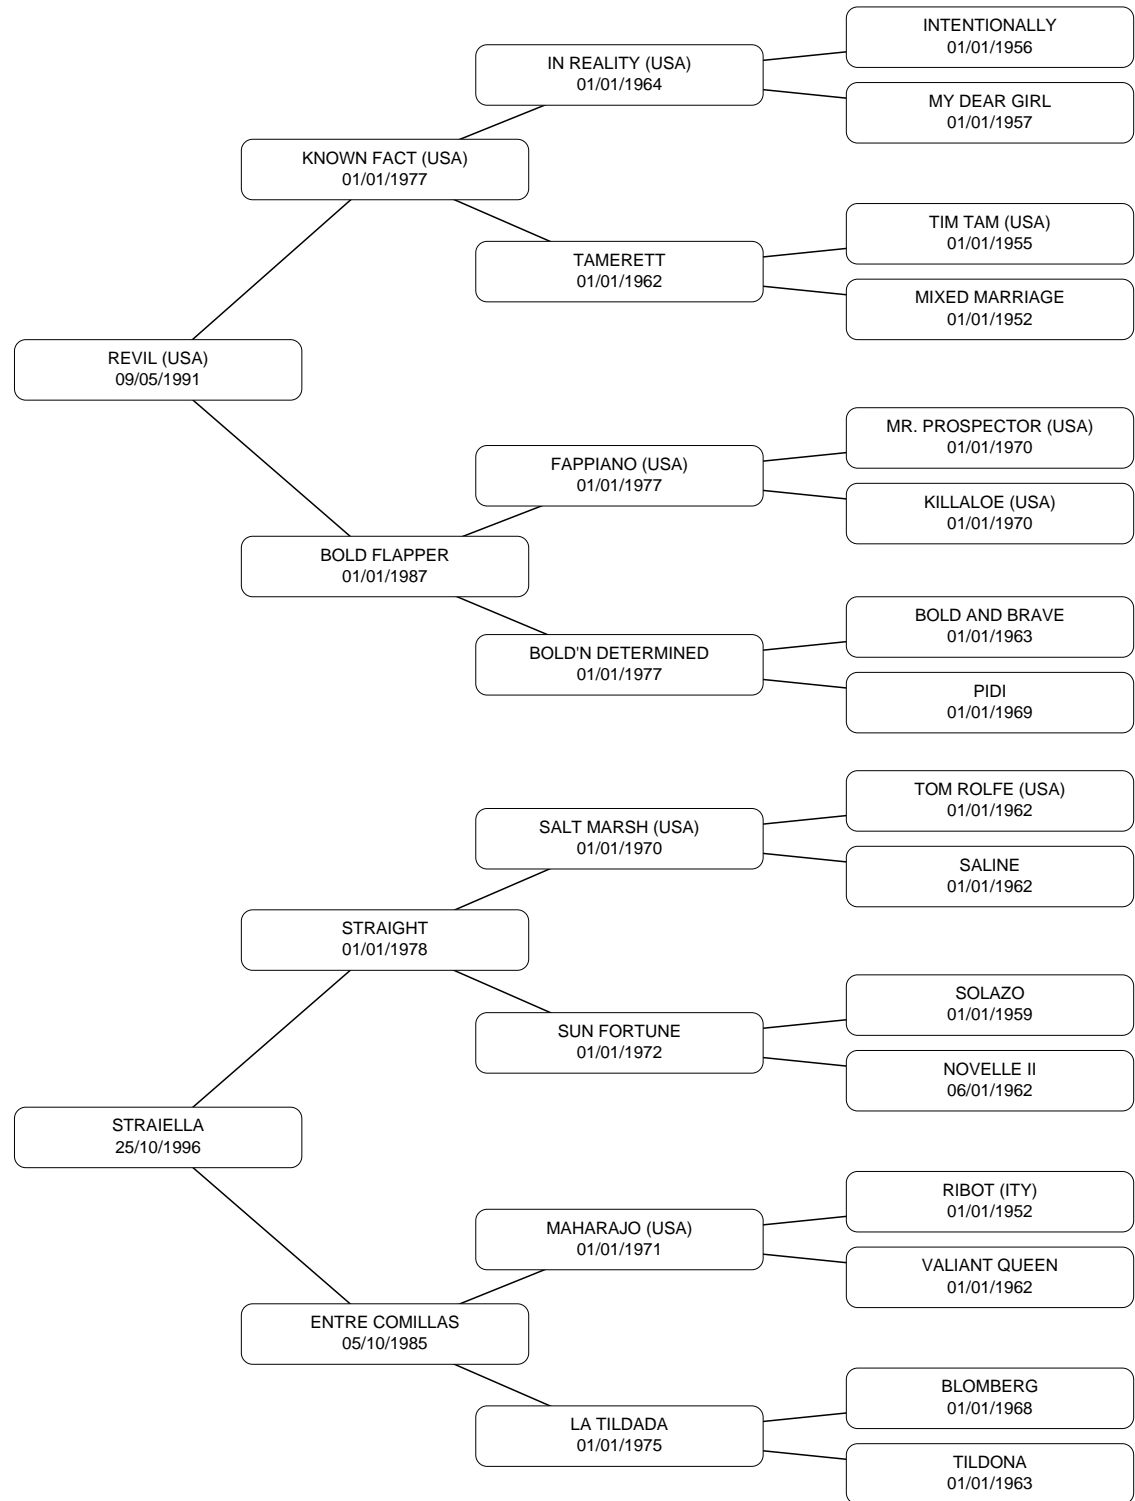 INTENTIONALLY
01/01/1956
IN REALITY (USA)
01/01/1964
MY DEAR GIRL
01/01/1957
KNOWN FACT (USA)
01/01/1977
TIM TAM (USA)
01/01/1955
TAMERETT
01/01/1962
MIXED MARRIAGE
01/01/1952
REVIL (USA)
09/05/1991
MR. PROSPECTOR (USA)
01/01/1970
FAPPIANO (USA)
01/01/1977
KILLALOE (USA)
01/01/1970
BOLD FLAPPER
01/01/1987
BOLD AND BRAVE
01/01/1963
BOLD'N DETERMINED
01/01/1977
PIDI
01/01/1969
TOM ROLFE (USA)
01/01/1962
SALT MARSH (USA)
01/01/1970
SALINE
01/01/1962
STRAIGHT
01/01/1978
SOLAZO
01/01/1959
SUN FORTUNE
01/01/1972
NOVELLE II
06/01/1962
STRAIELLA
25/10/1996
RIBOT (ITY)
01/01/1952
MAHARAJO (USA)
01/01/1971
VALIANT QUEEN
01/01/1962
ENTRE COMILLAS
05/10/1985
BLOMBERG
01/01/1968
LA TILDADA
01/01/1975
TILDONA
01/01/1963